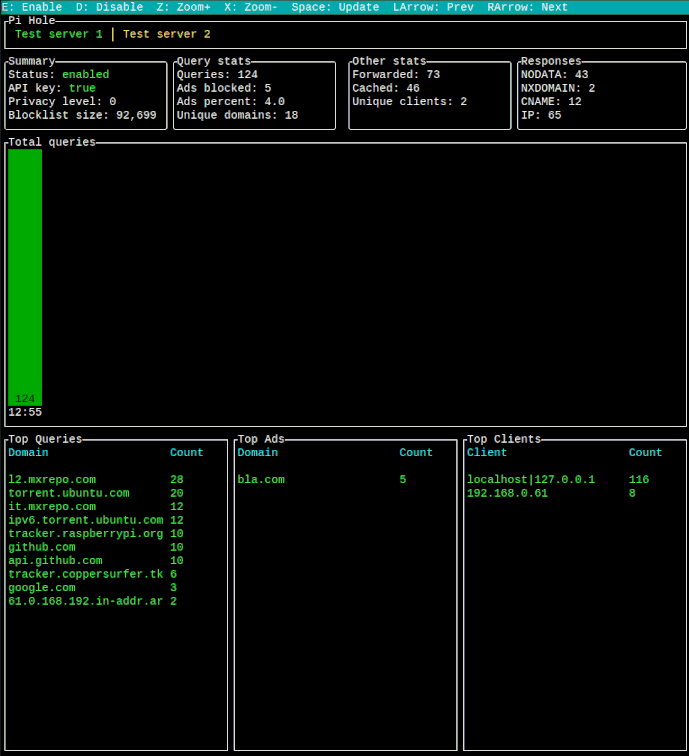 E: Enable  D: Disable  Z: Zoom+  X: Zoom-  Space: Update  LArrow: Prev  RArrow: Next
Pi Hole
Test server 1 | Test server 2
Summary
Status: enabled
API key: true
Privacy level: 0
Blocklist size: 92,699
Query stats
Queries: 124
Ads blocked: 5
Ads percent: 4.0
Unique domains: 18
Other stats
Forwarded: 73
Cached: 46
Unique clients: 2
Responses
NODATA: 43
NXDOMAIN: 2
CNAME: 12
IP: 65
Total queries
124
12:55
Top Queries
Domain Count
l2.mxrepo.com 28
torrent.ubuntu.com 20
it.mxrepo.com 12
ipv6.torrent.ubuntu.com 12
tracker.raspberrypi.org 10
github.com 10
api.github.com 10
tracker.coppersurfer.tk 6
google.com 3
61.0.168.192.in-addr.ar 2
Top Ads
Domain Count
bla.com 5
Top Clients
Client Count
localhost|127.0.0.1 116
192.168.0.61 8